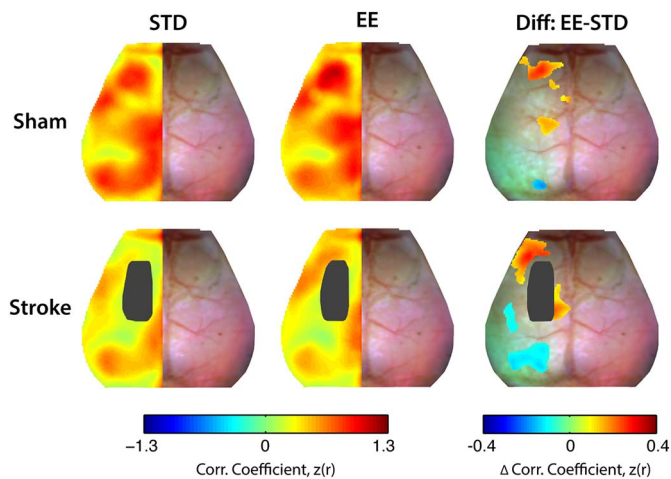 STD EE Diff: EE-STD
Sham
Stroke
−1.3 0 1.3 -0.4 0 0.4
Corr. Coefficient, z(r) Δ Corr. Coefficient, z(r)